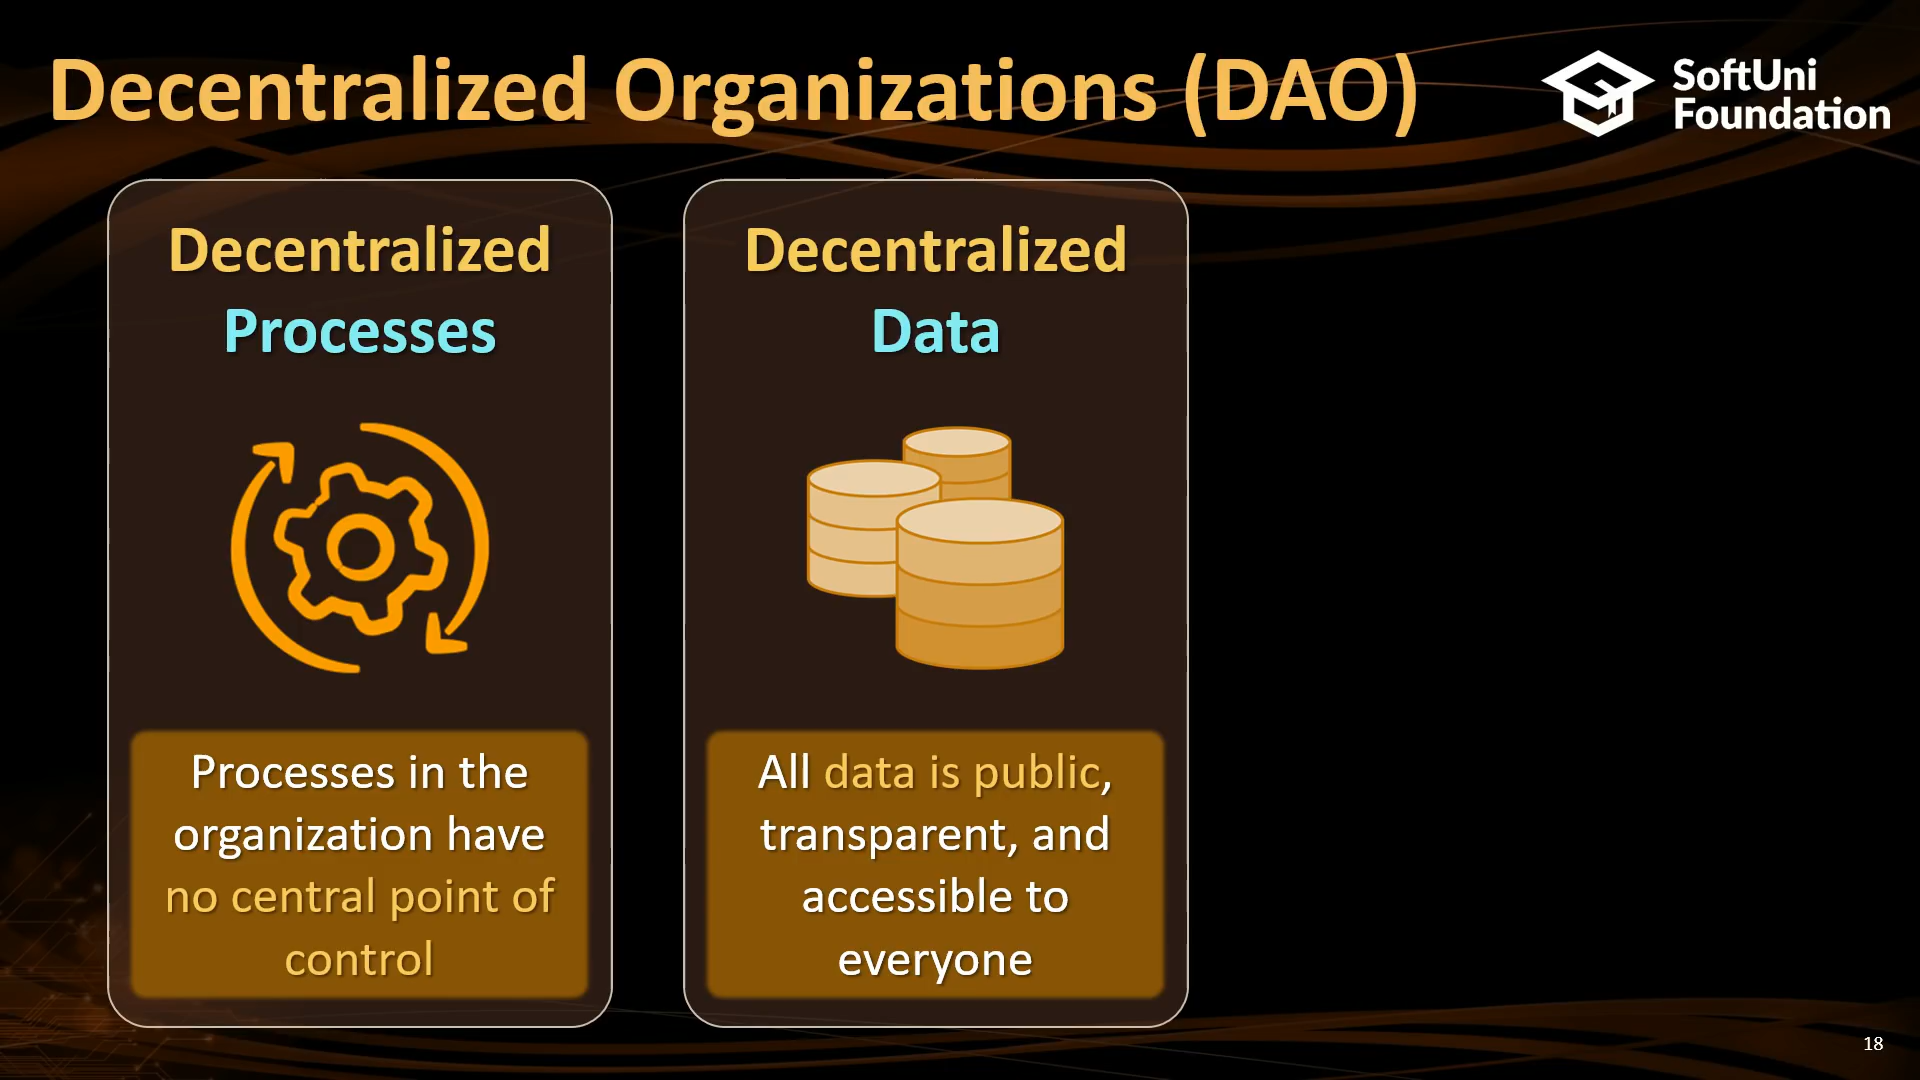 Decentralized Organizations (DAO)
SoftUni
Foundation
Decentralized
Processes
Processes in the
organization have
no central point of
control
Decentralized
Data
All data is public,
transparent, and
accessible to
everyone
18